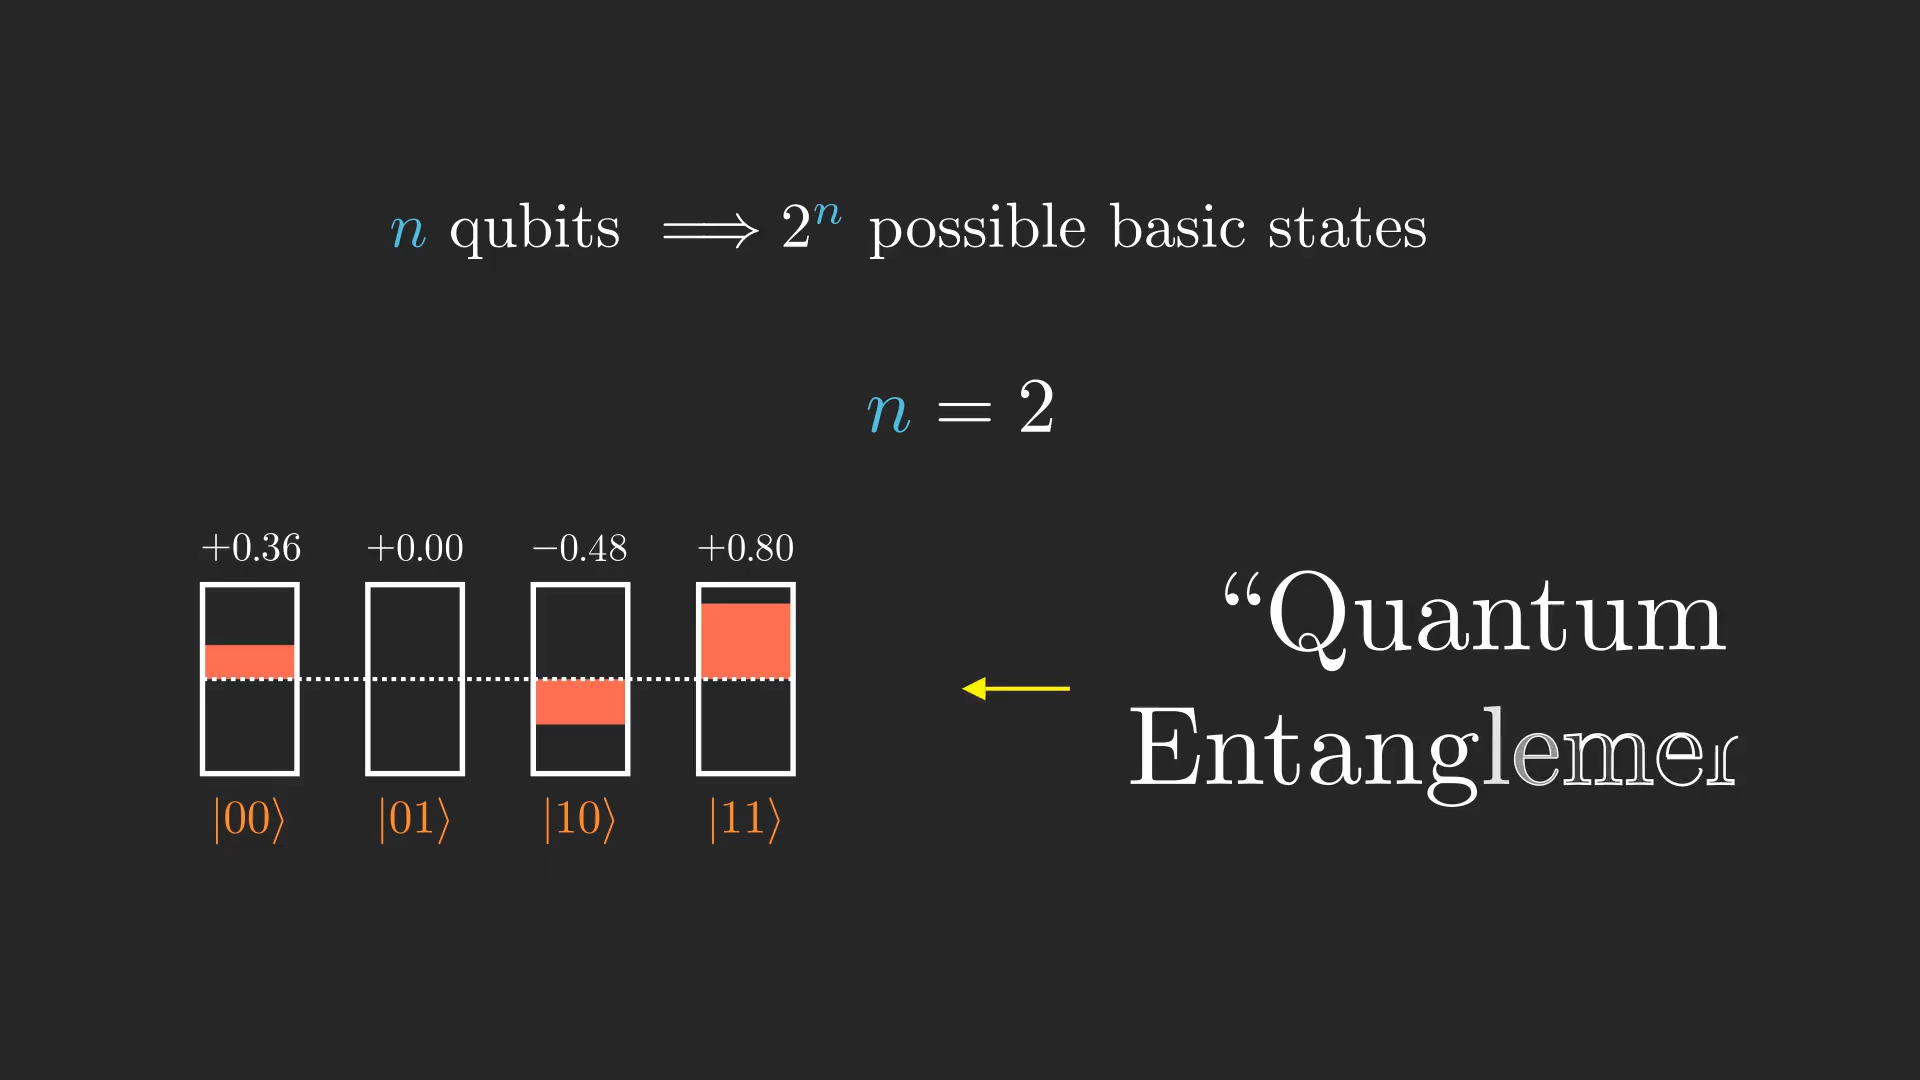 n qubits ⟹ 2ⁿ possible basic states
n = 2
+0.36 +0.00 −0.48 +0.80
|00⟩ |01⟩ |10⟩ |11⟩
“Quantum
Entanglemen